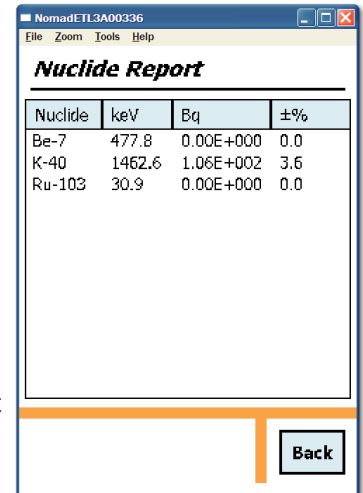 NomadETL3A00336
File Zoom Tools Help
Nuclide Report
Nuclide keV Bq ±%
Be-7 477.8 0.00E+000 0.0
K-40 1462.6 1.06E+002 3.6
Ru-103 30.9 0.00E+000 0.0
Back